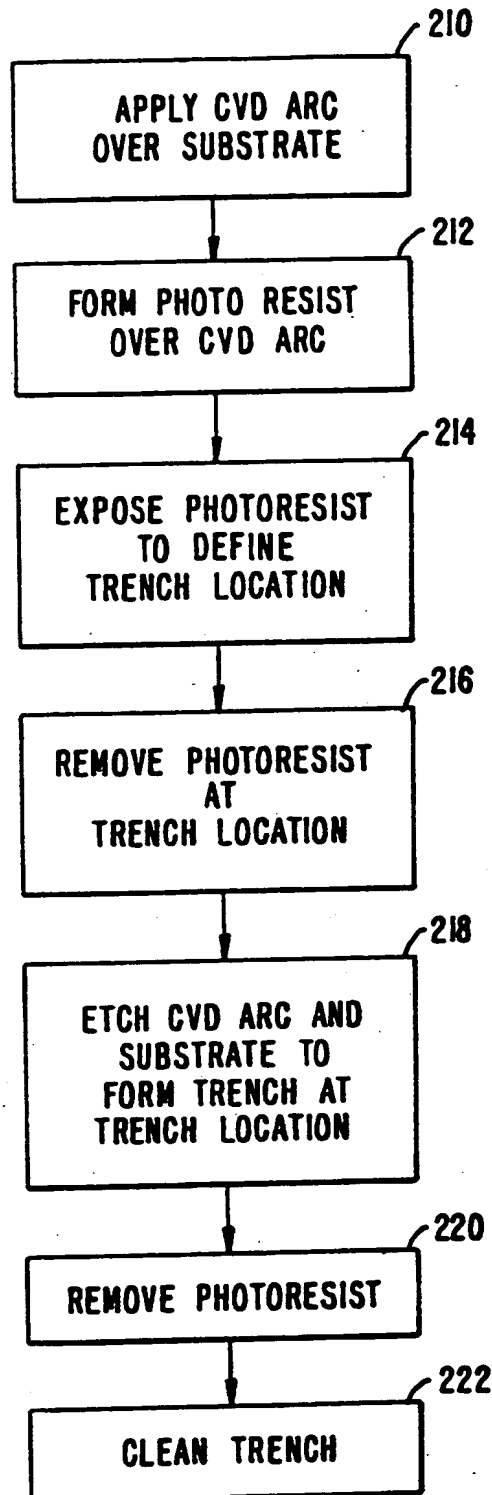 210
APPLY CVD ARC
OVER SUBSTRATE
212
FORM PHOTO RESIST
OVER CVD ARC
214
EXPOSE PHOTORESIST
TO DEFINE
TRENCH LOCATION
216
REMOVE PHOTORESIST
AT
TRENCH LOCATION
218
ETCH CVD ARC AND
SUBSTRATE TO
FORM TRENCH AT
TRENCH LOCATION
220
REMOVE PHOTORESIST
222
CLEAN TRENCH